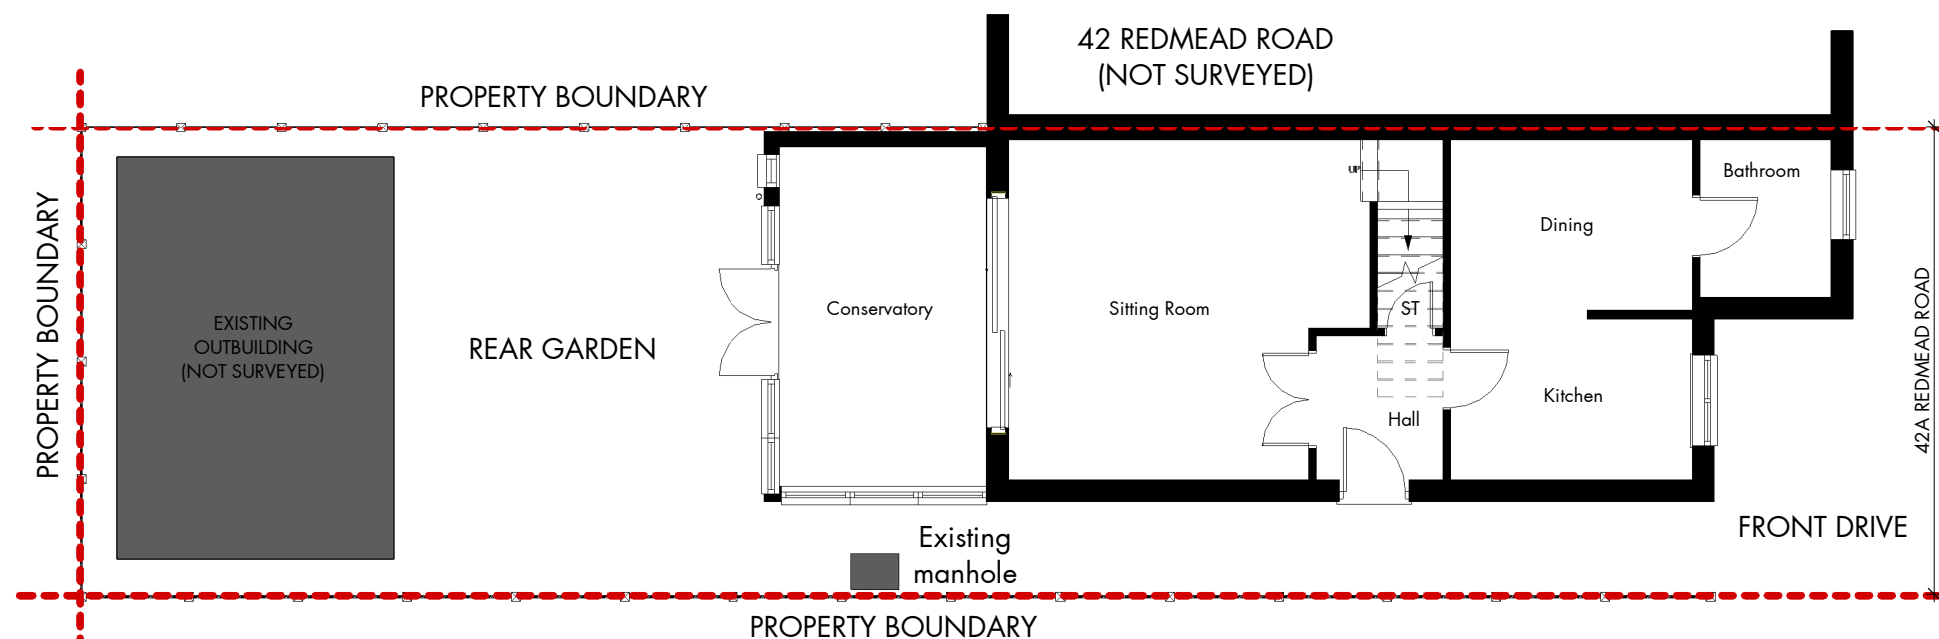 42 REDMEAD ROAD
(NOT SURVEYED)
PROPERTY BOUNDARY
UP
Bathroom
Dining
PROPERTY BOUNDARY
EXISTING
OUTBUILDING
(NOT SURVEYED)
REAR GARDEN
Conservatory
Sitting Room
ST
Kitchen
Hall
42A REDMEAD ROAD
FRONT DRIVE
Existing
manhole
PROPERTY BOUNDARY